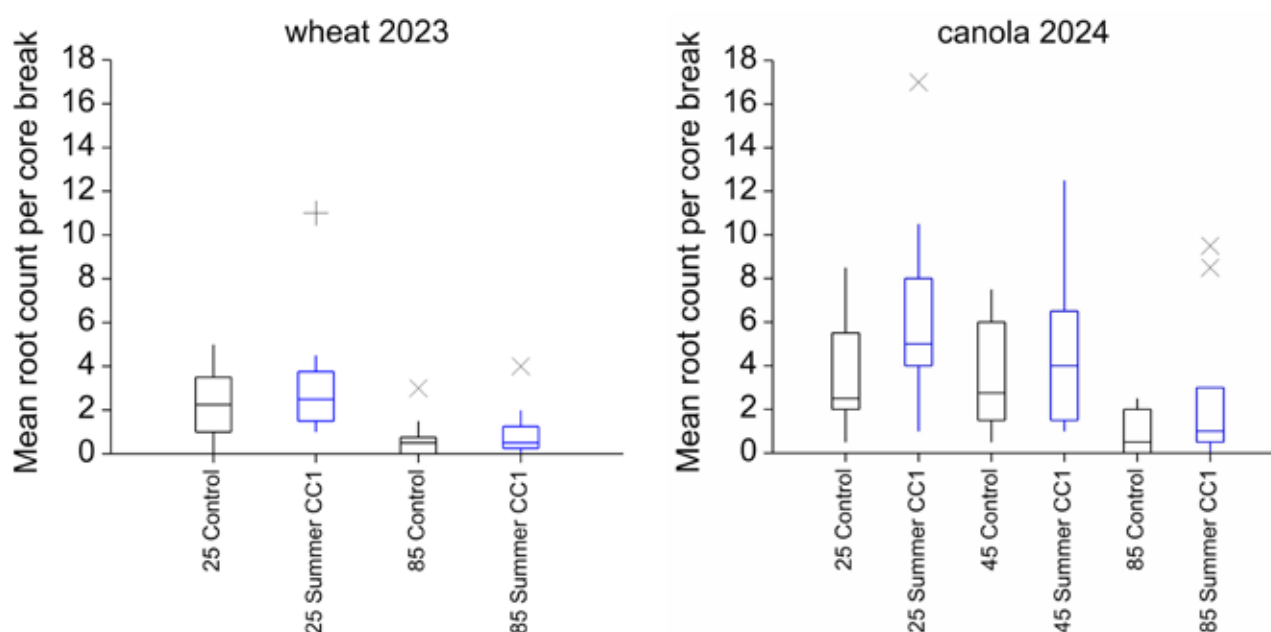 wheat 2023
Mean root count per core break
18
16
14
12
10
8
6
4
2
0
25 Control
25 Summer CC1
85 Control
85 Summer CC1
canola 2024
Mean root count per core break
18
16
14
12
10
8
6
4
2
0
25 Control
25 Summer CC1
45 Control
45 Summer CC1
85 Control
85 Summer CC1